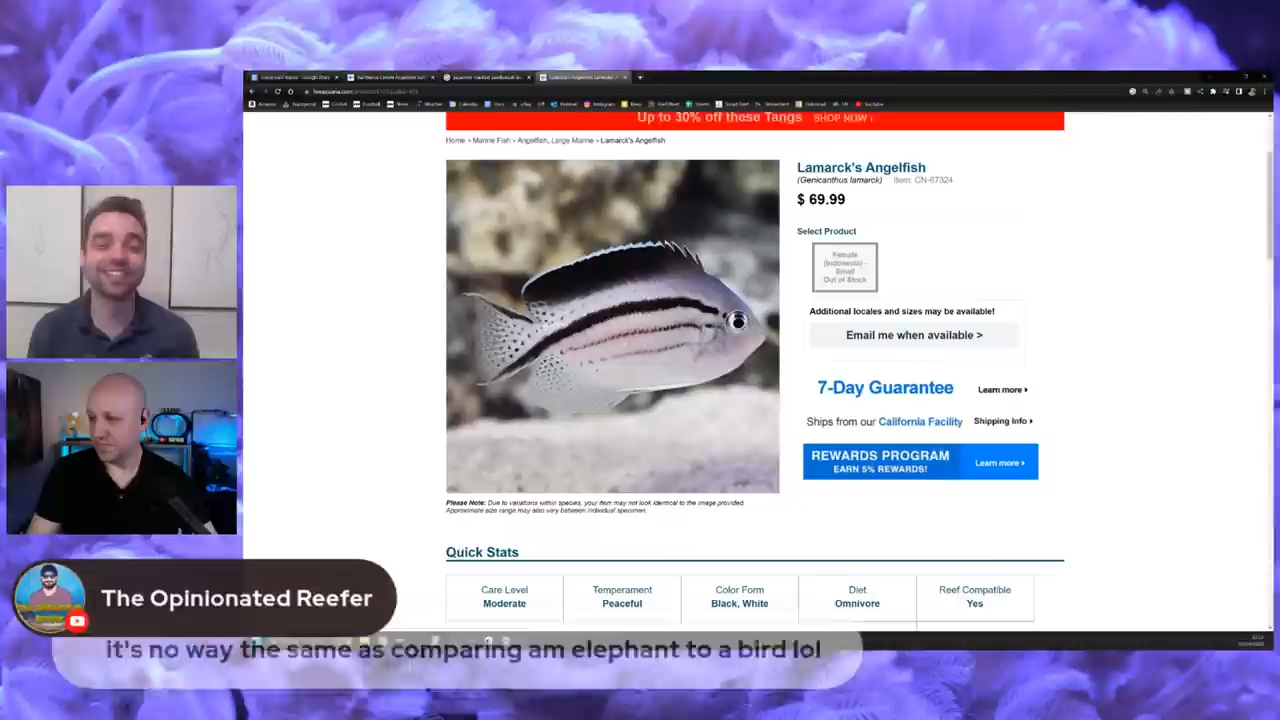 Up to 30% off these Tangs SHOP NOW ›
Home > Marine Fish > Angelfish, Large Marine > Lamarck's Angelfish
Lamarck's Angelfish
(Genicanthus lamarck) Item: CN-67324
$ 69.99
Select Product
Female
(Indonesia) -
Small
Out of Stock
Additional locales and sizes may be available!
Email me when available >
7-Day Guarantee Learn more
Ships from our California Facility Shipping Info
REWARDS PROGRAM
EARN 5% REWARDS!
Learn more
Please Note: Due to variations within species, your item may not look identical to the image provided.
Approximate size range may also vary between individual specimen.
Quick Stats
Care Level
Moderate
Temperament
Peaceful
Color Form
Black, White
Diet
Omnivore
Reef Compatible
Yes
The Opinionated Reefer
it's no way the same as comparing am elephant to a bird lol